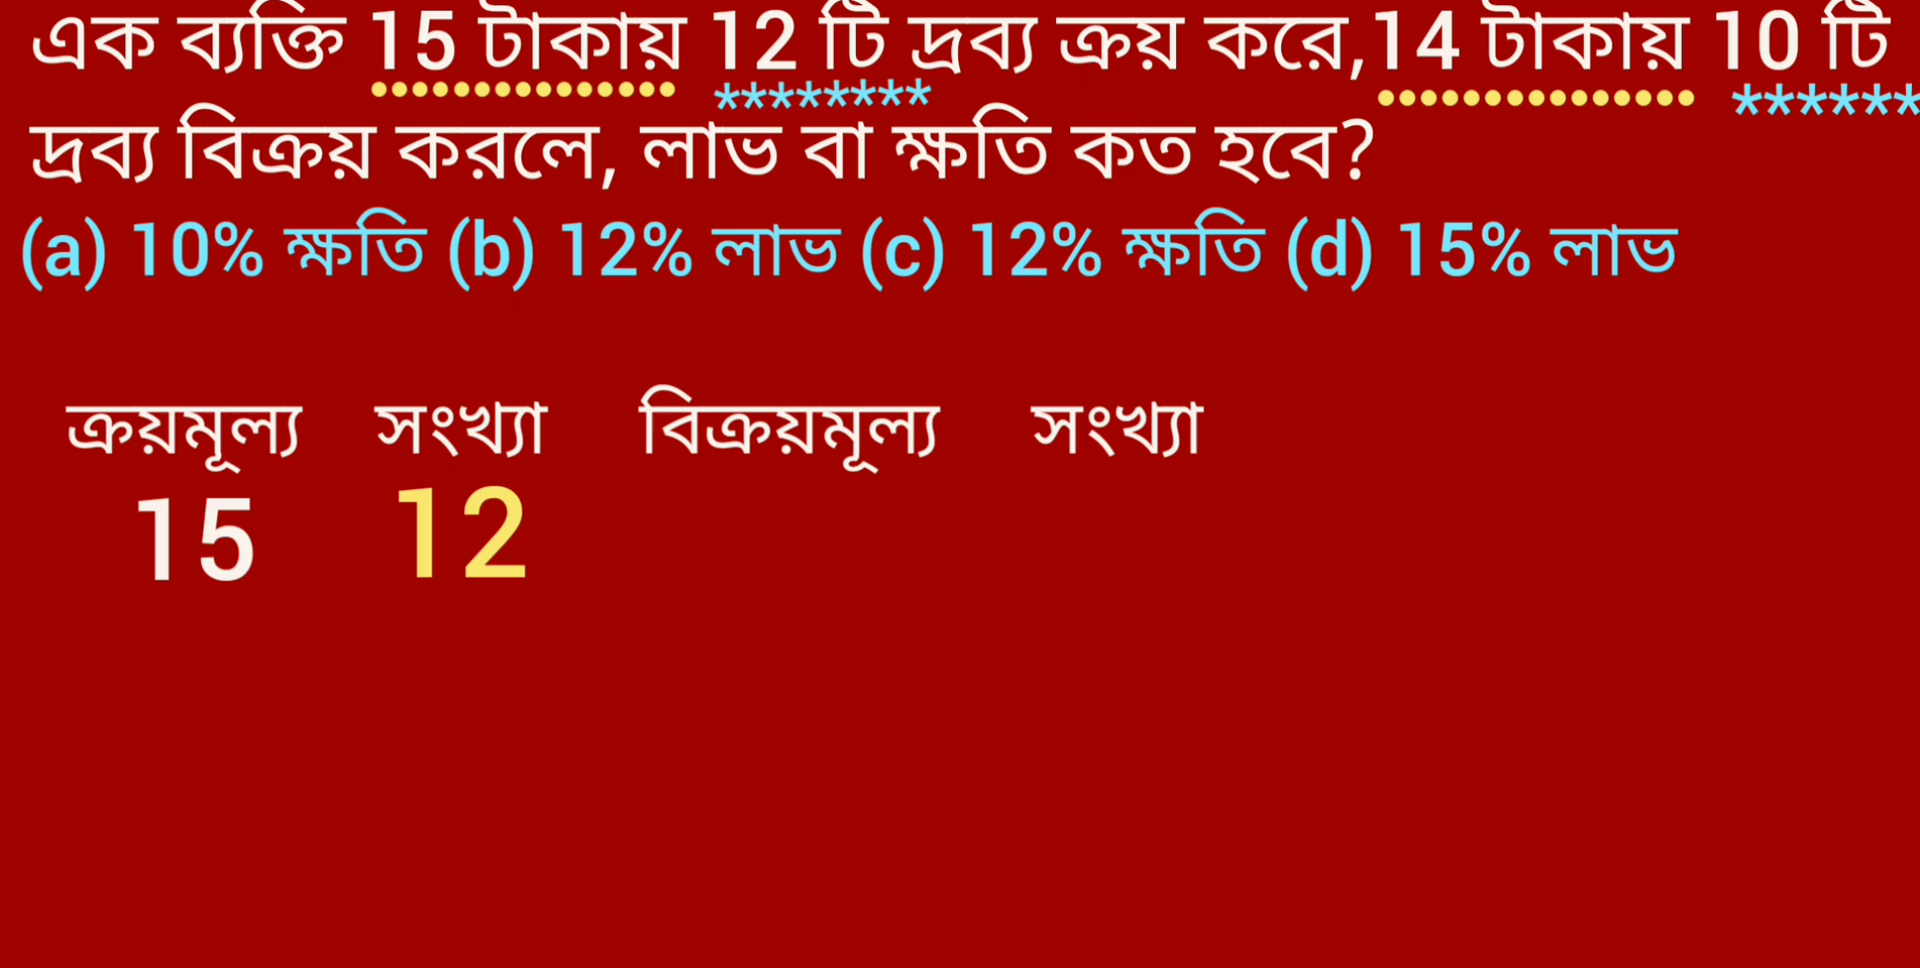 এক ব্যক্তি 15 টাকায় 12 টি দ্রব্য ক্রয় করে,14 টাকায় 10 টি
দ্রব্য বিক্রয় করলে, লাভ বা ক্ষতি কত হবে?
(a) 10% ক্ষতি (b) 12% লাভ (c) 12% ক্ষতি (d) 15% লাভ
ক্রয়মূল্য সংখ্যা বিক্রয়মূল্য সংখ্যা
15 12